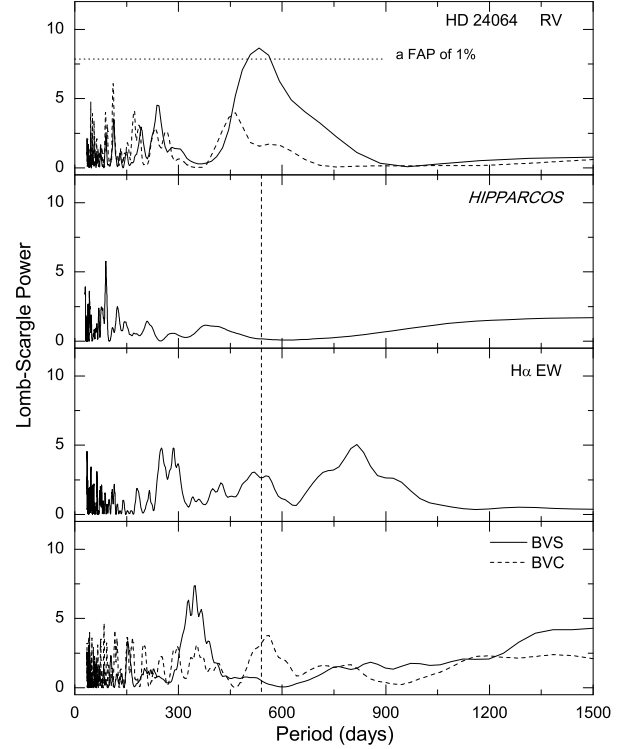 HD 24064 RV
a FAP of 1%
10
5
0
HIPPARCOS
10
5
0
Hα EW
10
5
0
BVS
BVC
10
5
0
0 300 600 900 1200 1500
Lomb-Scargle Power
Period (days)